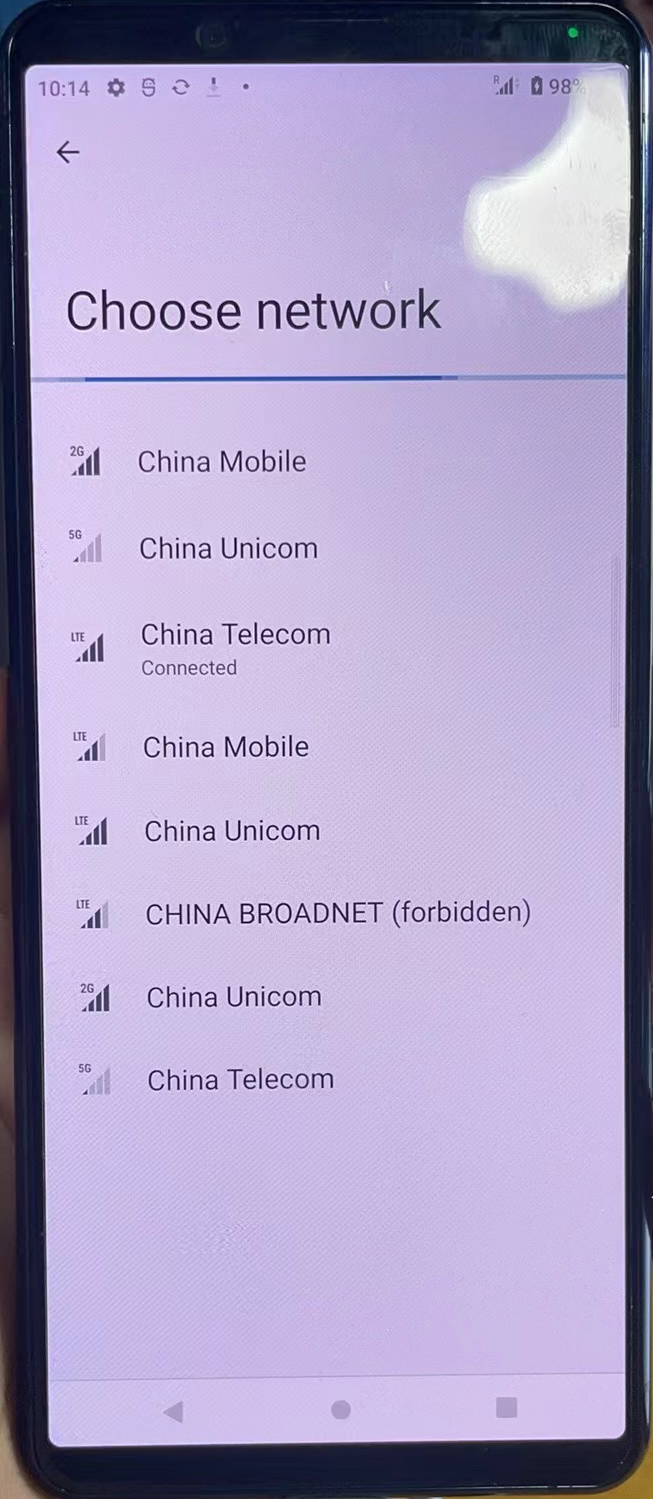 10:14
R
98%
Choose network
2G
China Mobile
5G
China Unicom
LTE
China Telecom
Connected
LTE
China Mobile
LTE
China Unicom
LTE
CHINA BROADNET (forbidden)
2G
China Unicom
5G
China Telecom